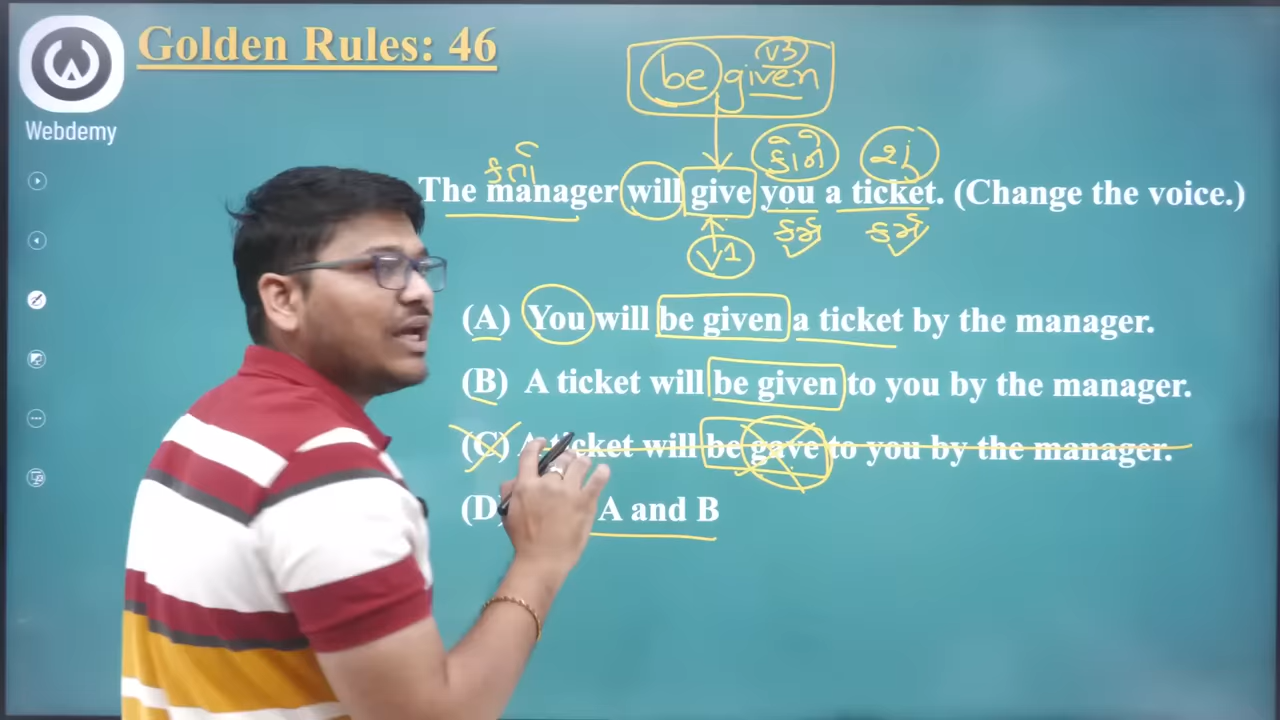 Golden Rules: 46
Webdemy
be given
V3
કર્તા
કોને
શું
The manager will give you a ticket. (Change the voice.)
V1
કર્મ
કર્મ
(A) You will be given a ticket by the manager.
(B) A ticket will be given to you by the manager.
(C) A ticket will be gave to you by the manager.
(D) A and B